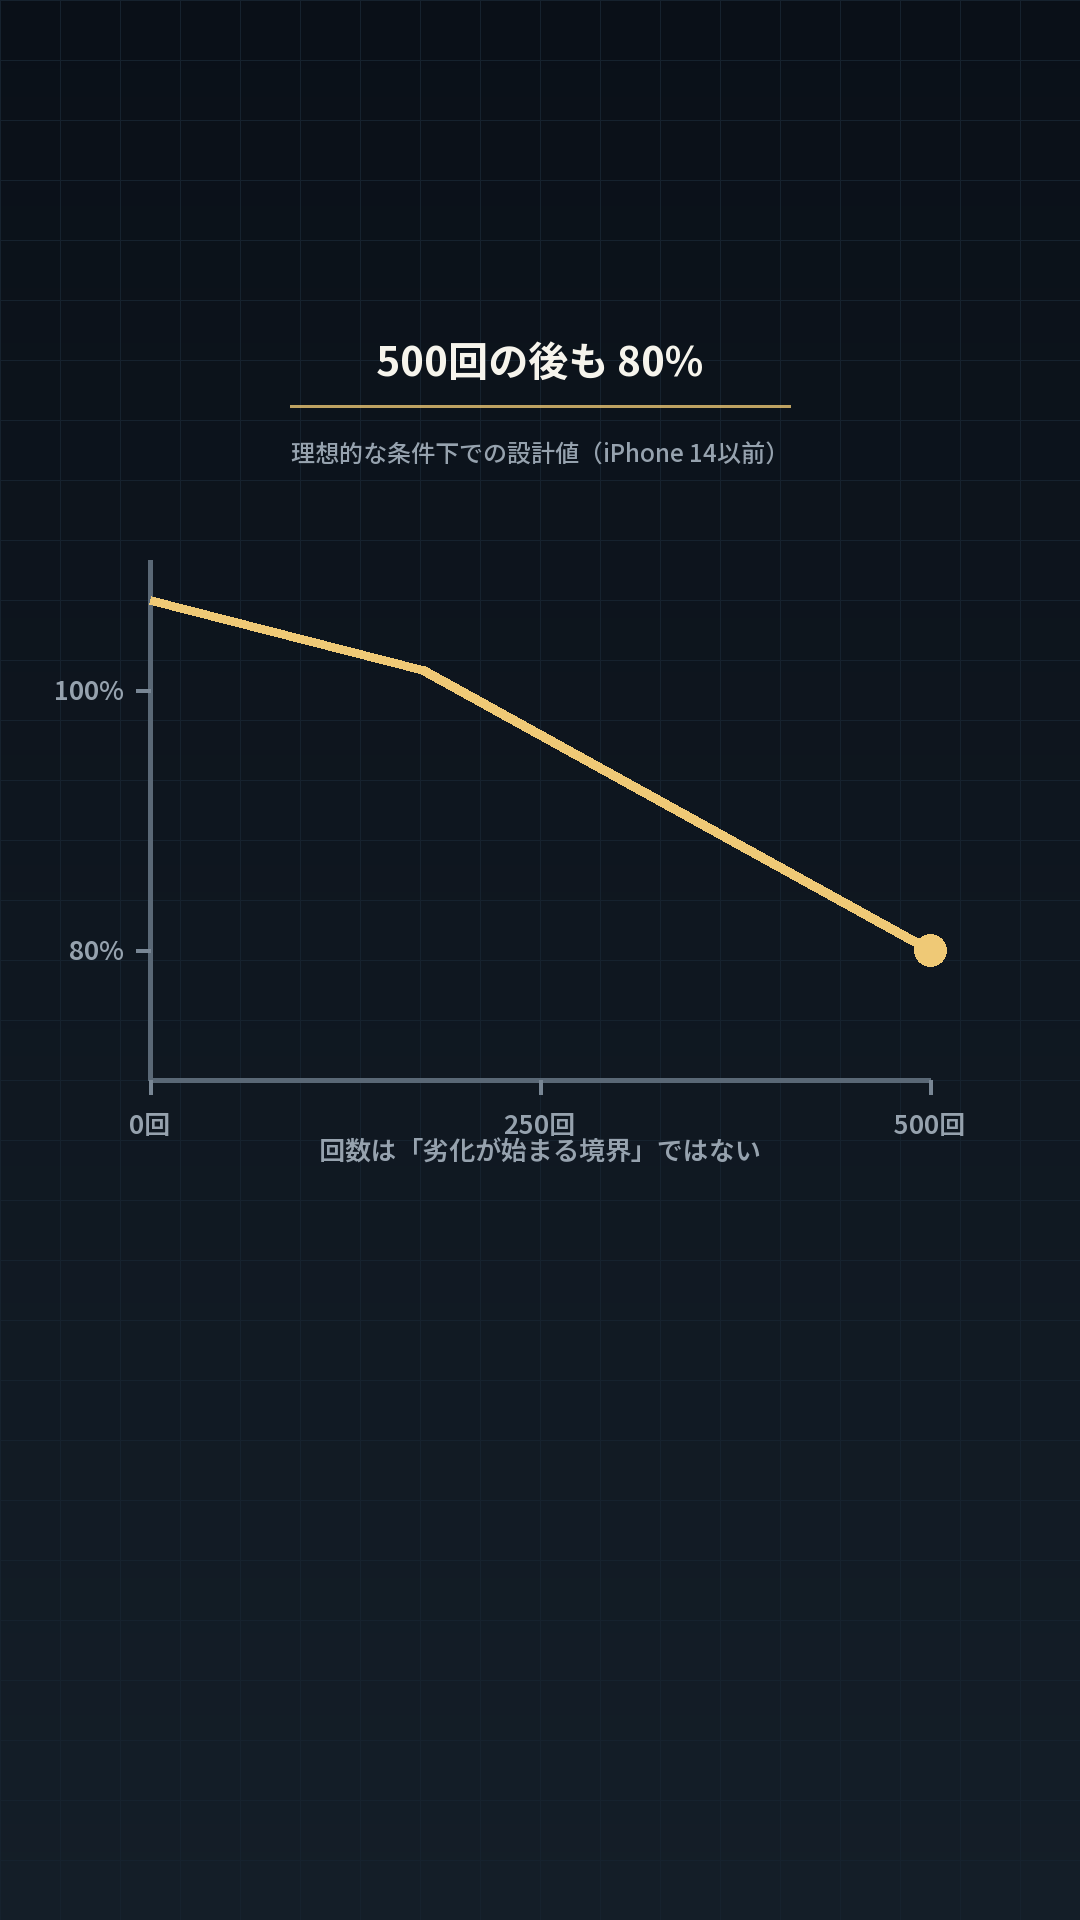 500回の後も 80%
理想的な条件下での設計値（iPhone 14以前）
100%
80%
0回
250回
500回
回数は「劣化が始まる境界」ではない